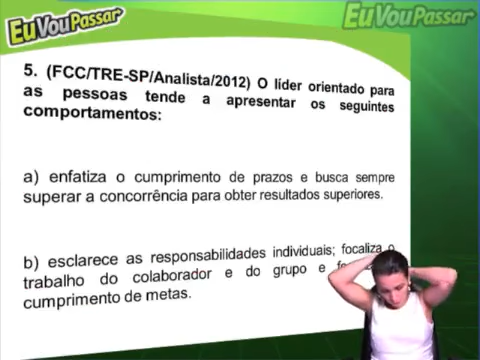 EuVouPassar
EuVouPassar
5. (FCC/TRE-SP/Analista/2012) O líder orientado para
as pessoas tende a apresentar os seguintes
comportamentos:
a) enfatiza o cumprimento de prazos e busca sempre
superar a concorrência para obter resultados superiores.
b) esclarece as responsabilidades individuais; focaliza o
trabalho do colaborador e do grupo e
cumprimento de metas.